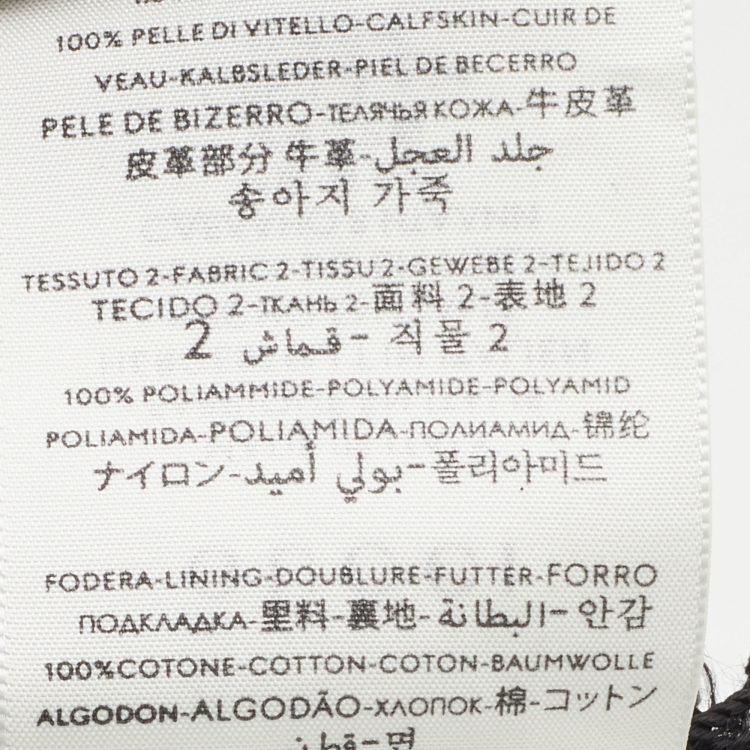 100% PELLE DI VITELLO-CALFSKIN-CUIR DE
VEAU-KALBSLEDER-PIEL DE BECERRO
PELE DE BIZERRO-ТЕЛЯЧЬЯ КОЖА-牛皮革
皮革部分 牛革-جلد العجل
송아지 가죽
TESSUTO 2-FABRIC 2-TISSU 2-GEWEBE 2-TEJIDO 2
TECIDO 2-ТКАНЬ 2-面料 2-表地 2
2 قماش - 직물 2
100% POLIAMMIDE-POLYAMIDE-POLYAMID
POLIAMIDA-POLIAMIDA-ПОЛИАМИД-锦纶
ナイロン-بولي أميد-폴리아미드
FODERA-LINING-DOUBLURE-FUTTER-FORRO
ПОДКЛАДКА-里料-裏地-البطانة-안감
100%COTONE-COTTON-COTON-BAUMWOLLE
ALGODON-ALGODÃO-ХЛОПОК-棉-コットン
قطن-면